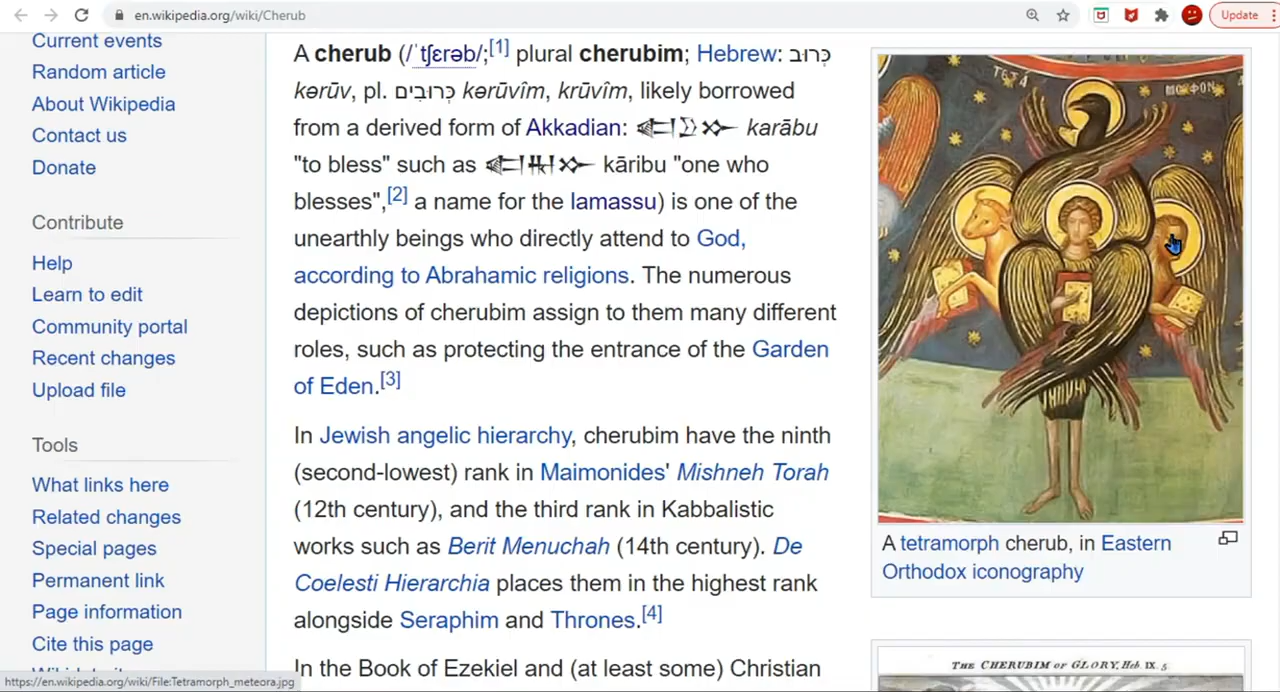 en.wikipedia.org/wiki/Cherub
Update
Current events
Random article
About Wikipedia
Contact us
Donate
Contribute
Help
Learn to edit
Community portal
Recent changes
Upload file
Tools
What links here
Related changes
Special pages
Permanent link
Page information
Cite this page
A cherub (/ˈtʃɛrəb/;[1] plural cherubim; Hebrew: כְּרוּב
kərūv, pl. כְּרוּבִים kərūvîm, krūvîm, likely borrowed
from a derived form of Akkadian: karābu
"to bless" such as kāribu "one who
blesses",[2] a name for the lamassu) is one of the
unearthly beings who directly attend to God,
according to Abrahamic religions. The numerous
depictions of cherubim assign to them many different
roles, such as protecting the entrance of the Garden
of Eden.[3]
In Jewish angelic hierarchy, cherubim have the ninth
(second-lowest) rank in Maimonides' Mishneh Torah
(12th century), and the third rank in Kabbalistic
works such as Berit Menuchah (14th century). De
Coelesti Hierarchia places them in the highest rank
alongside Seraphim and Thrones.[4]
In the Book of Ezekiel and (at least some) Christian
A tetramorph cherub, in Eastern
Orthodox iconography
THE CHERUBIM of GLORY, Heb. IX. 5.
https://en.wikipedia.org/wiki/File:Tetramorph_meteora.jpg